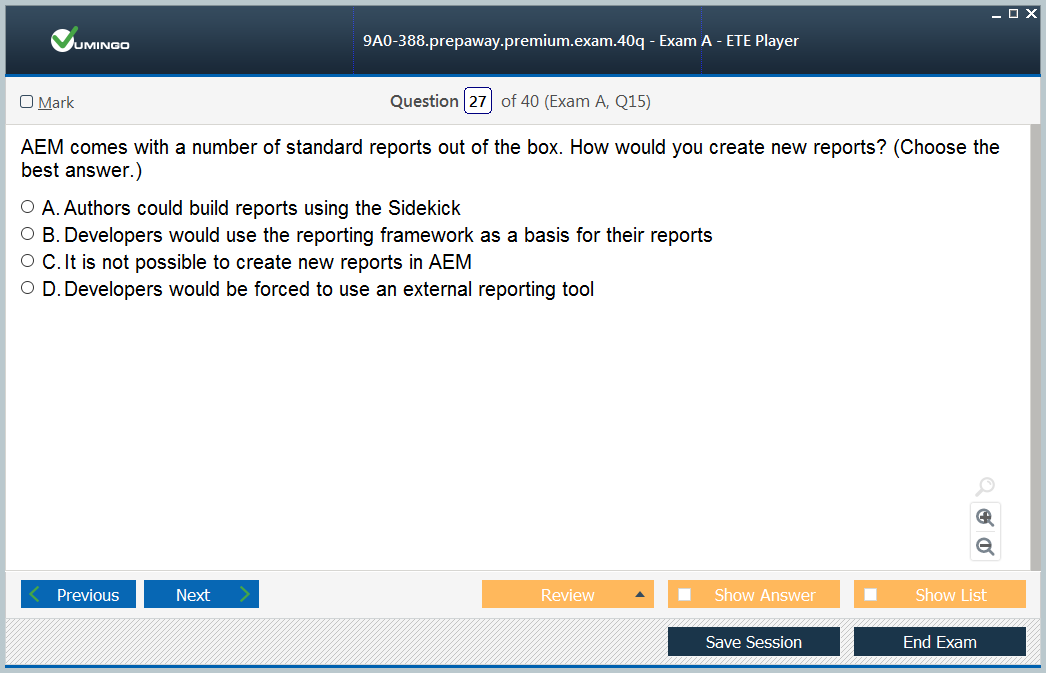 VUMINGO
9A0-388.prepaway.premium.exam.40q - Exam A - ETE Player
Mark
Question 27 of 40 (Exam A, Q15)
AEM comes with a number of standard reports out of the box. How would you create new reports? (Choose the
best answer.)
A. Authors could build reports using the Sidekick
B. Developers would use the reporting framework as a basis for their reports
C. It is not possible to create new reports in AEM
D. Developers would be forced to use an external reporting tool
Previous Next Review Show Answer Show List
Save Session End Exam